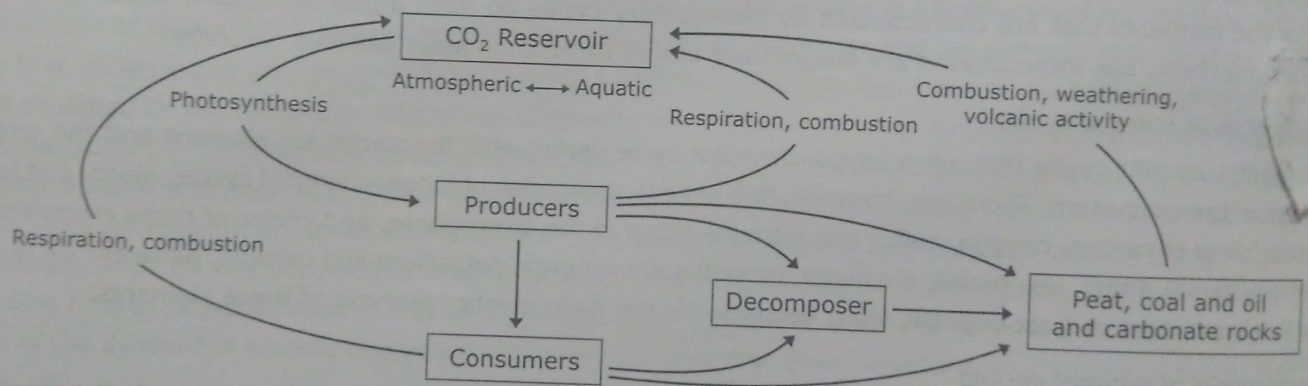 CO₂ Reservoir
Atmospheric ⟷ Aquatic
Photosynthesis
Respiration, combustion
Combustion, weathering,
volcanic activity
Producers
Respiration, combustion
Decomposer
Peat, coal and oil
and carbonate rocks
Consumers